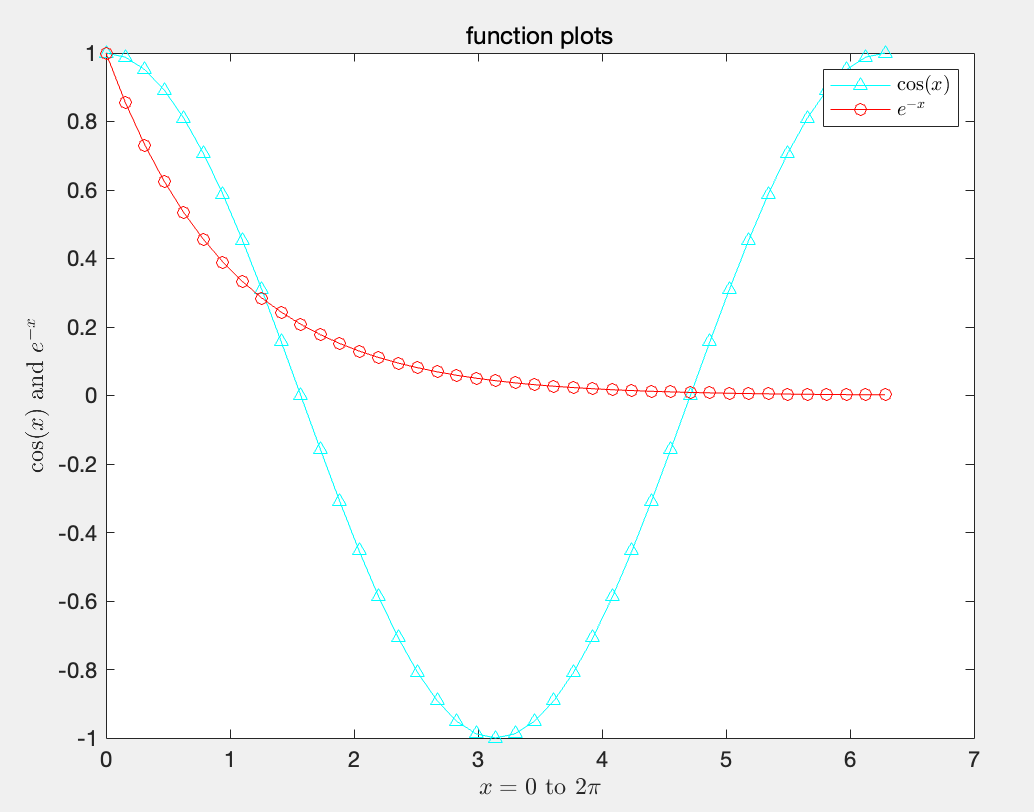 function plots
cos(x)
e^{-x}
cos(x) and e^{-x}
1
0.8
0.6
0.4
0.2
0
-0.2
-0.4
-0.6
-0.8
-1
0 1 2 3 4 5 6 7
x = 0 to 2π